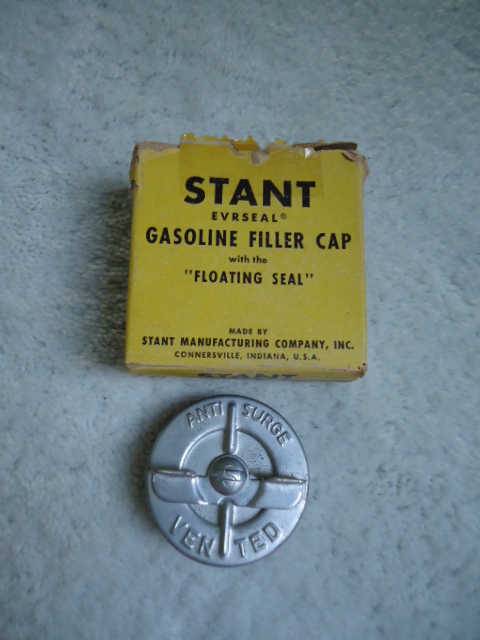 STANT
EVRSEAL®
GASOLINE FILLER CAP
with the
"FLOATING SEAL"
MADE BY
STANT MANUFACTURING COMPANY, INC.
CONNERSVILLE, INDIANA, U.S.A.
STANT
ANTI SURGE
S
VENTED